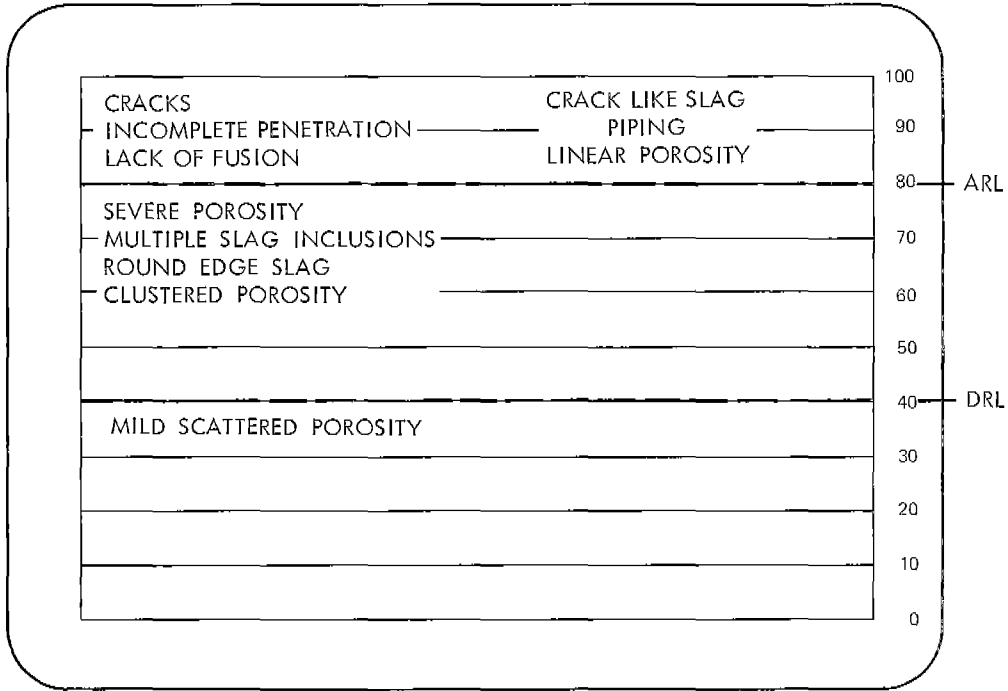 CRACKS
INCOMPLETE PENETRATION
LACK OF FUSION
CRACK LIKE SLAG
PIPING
LINEAR POROSITY
SEVERE POROSITY
MULTIPLE SLAG INCLUSIONS
ROUND EDGE SLAG
CLUSTERED POROSITY
MILD SCATTERED POROSITY
100
90
80 ARL
70
60
50
40 DRL
30
20
10
0